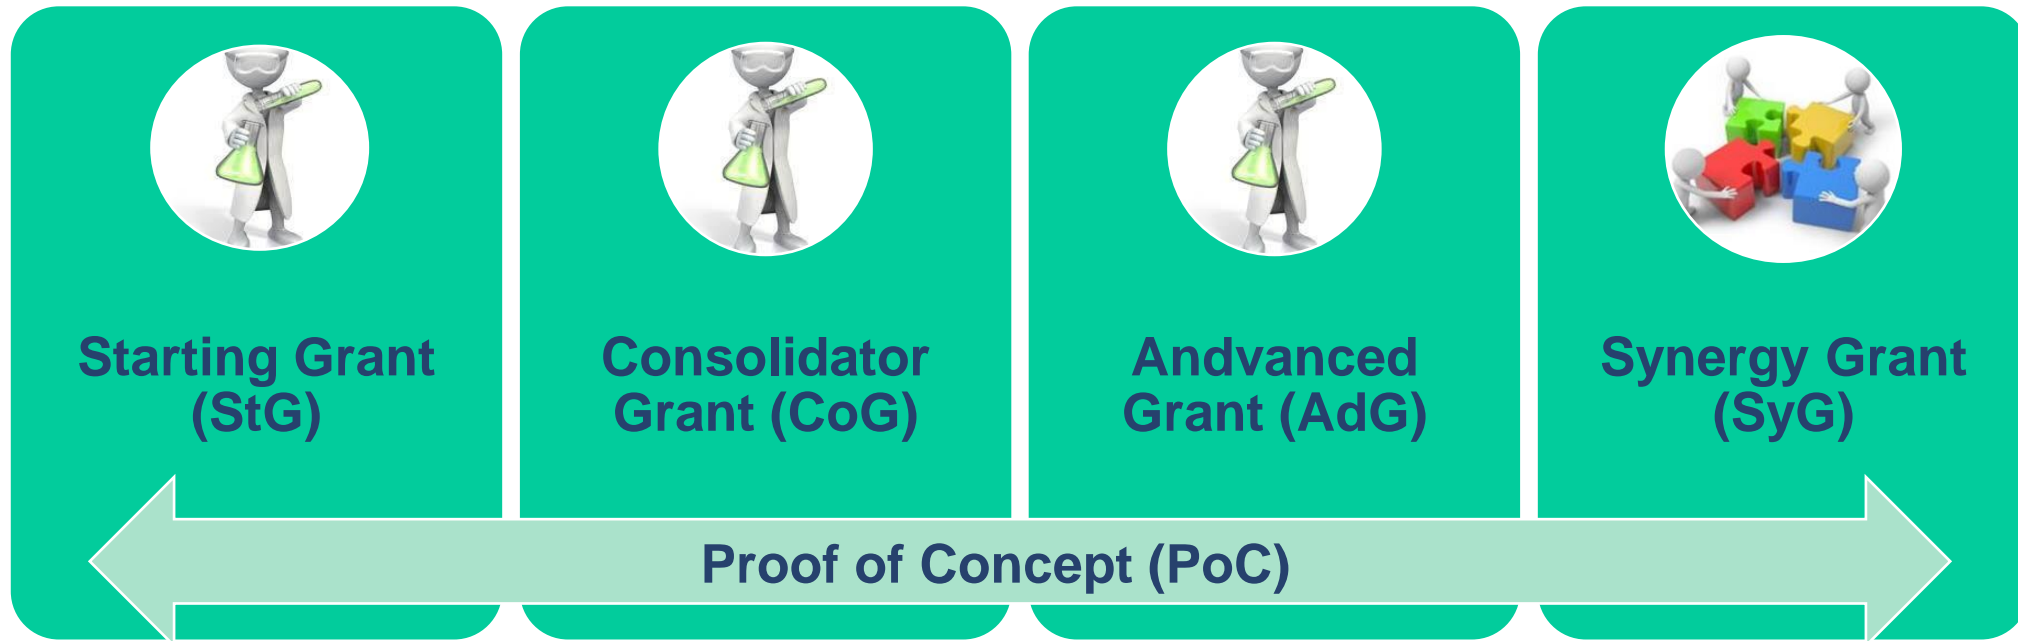 Starting Grant
(StG)
Consolidator
Grant (CoG)
Andvanced
Grant (AdG)
Synergy Grant
(SyG)
Proof of Concept (PoC)